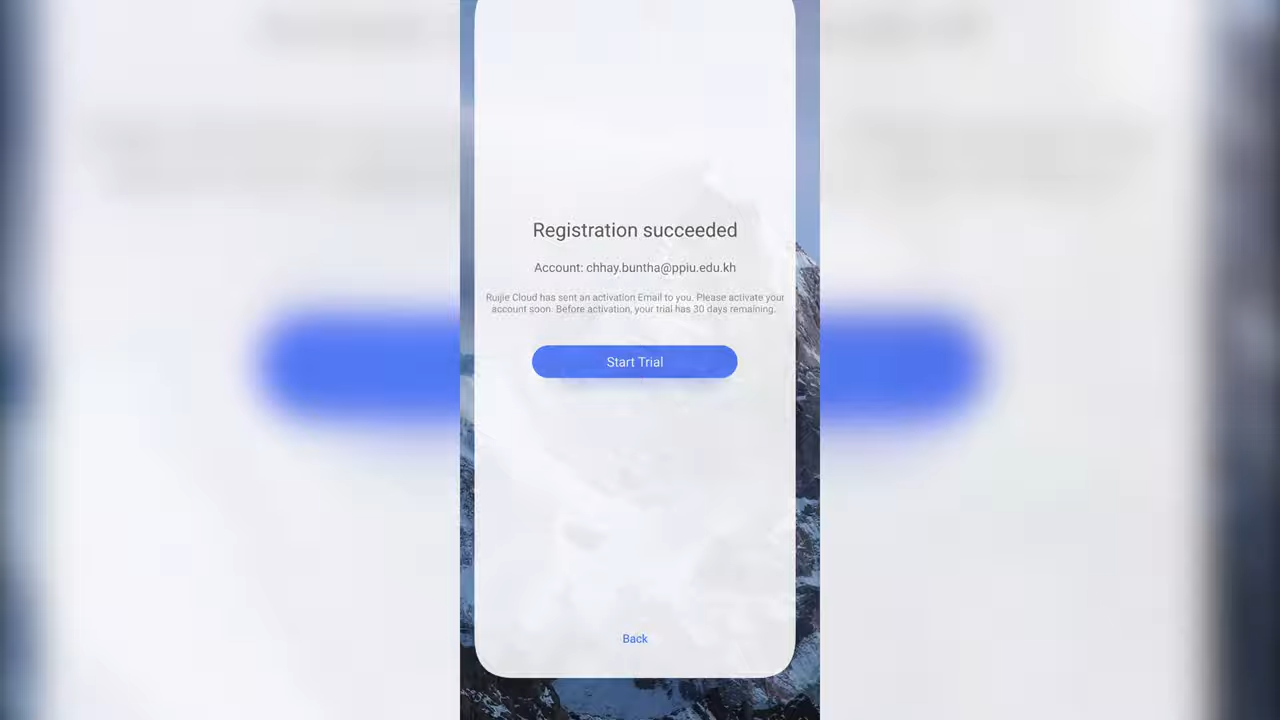 Registration succeeded
Account: chhay.buntha@ppiu.edu.kh
Ruijie Cloud has sent an activation Email to you. Please activate your
account soon. Before activation, your trial has 30 days remaining.
Start Trial
Back